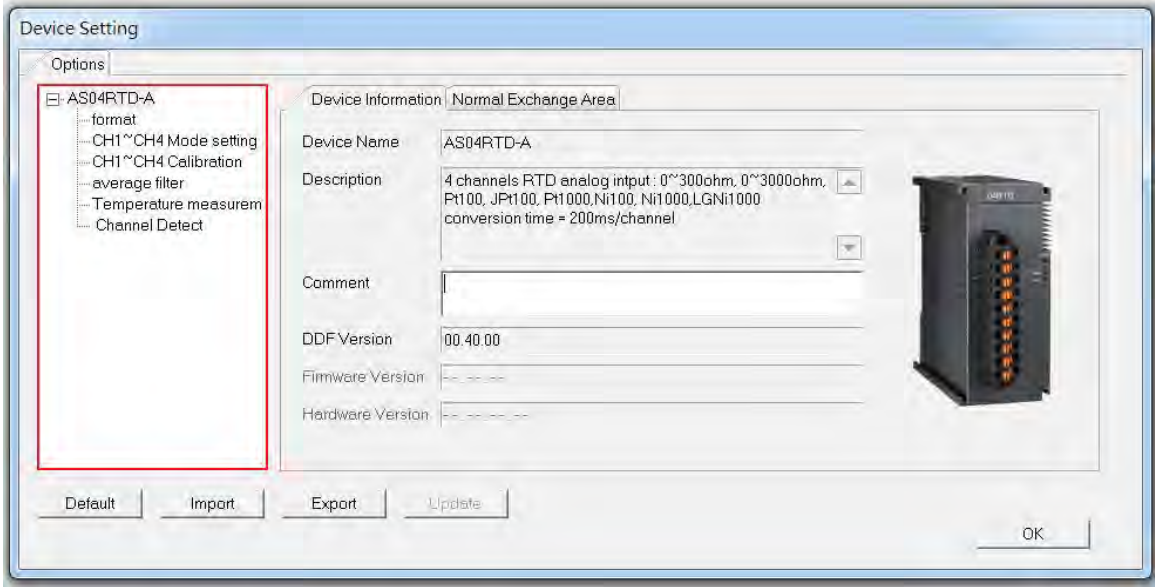 Device Setting
Options
AS04RTD-A
format
CH1~CH4 Mode setting
CH1~CH4 Calibration
average filter
Temperature measurem
Channel Detect
Device Information
Normal Exchange Area
Device Name
AS04RTD-A
Description
4 channels RTD analog intput : 0~300ohm, 0~3000ohm,
Pt100, JPt100, Pt1000,Ni100, Ni1000,LGNi1000
conversion time = 200ms/channel
Comment
DDF Version
00.40.00
Firmware Version
-- -- --
Hardware Version
-- -- -- --
Default
Import
Export
Update
OK